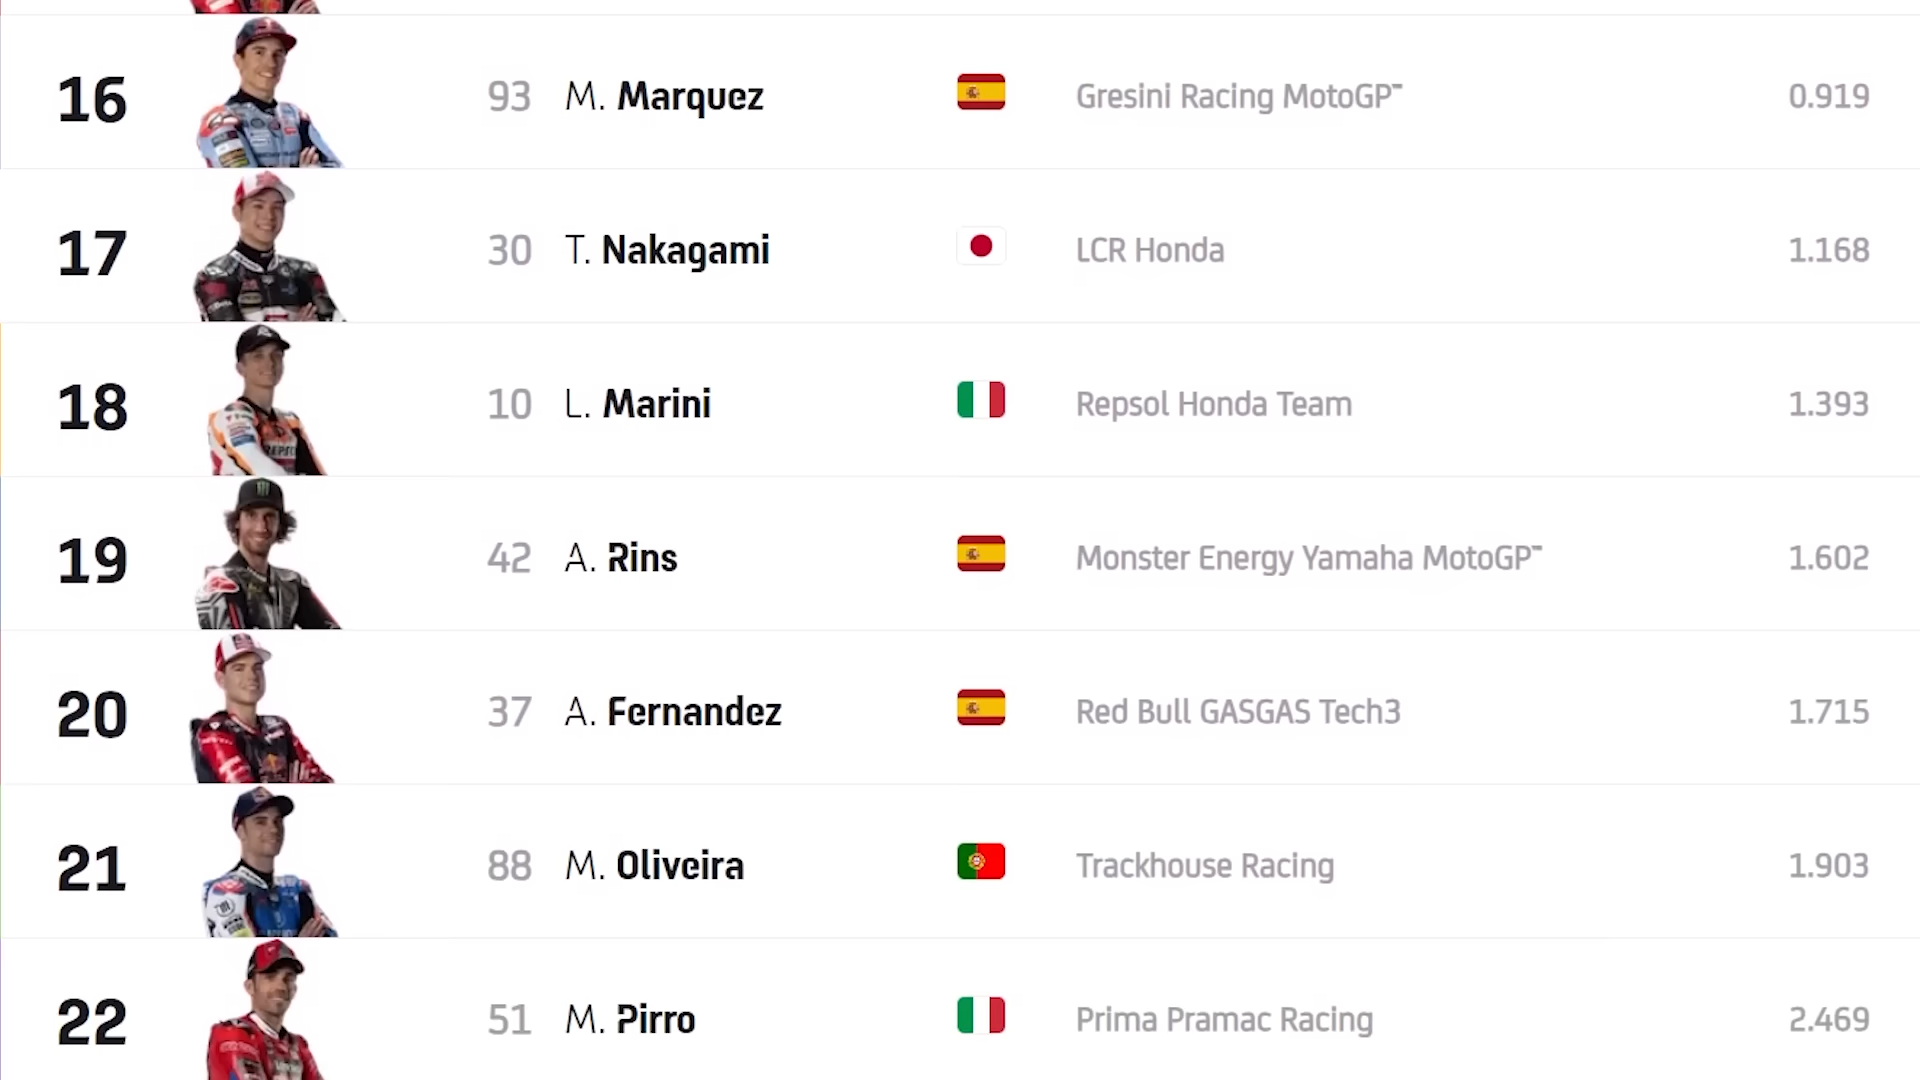 16 93 M. Marquez Gresini Racing MotoGP™ 0.919
17 30 T. Nakagami LCR Honda 1.168
18 10 L. Marini Repsol Honda Team 1.393
19 42 A. Rins Monster Energy Yamaha MotoGP™ 1.602
20 37 A. Fernandez Red Bull GASGAS Tech3 1.715
21 88 M. Oliveira Trackhouse Racing 1.903
22 51 M. Pirro Prima Pramac Racing 2.469